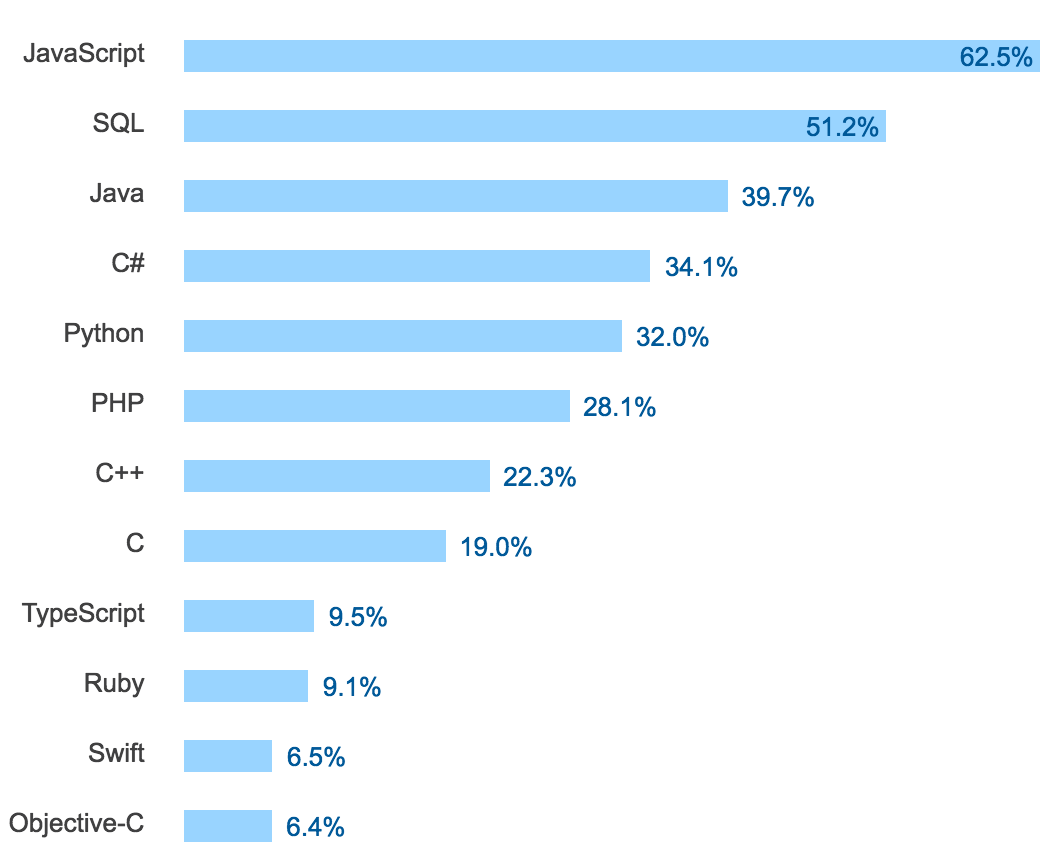 JavaScript 62.5%
SQL 51.2%
Java 39.7%
C# 34.1%
Python 32.0%
PHP 28.1%
C++ 22.3%
C 19.0%
TypeScript 9.5%
Ruby 9.1%
Swift 6.5%
Objective-C 6.4%